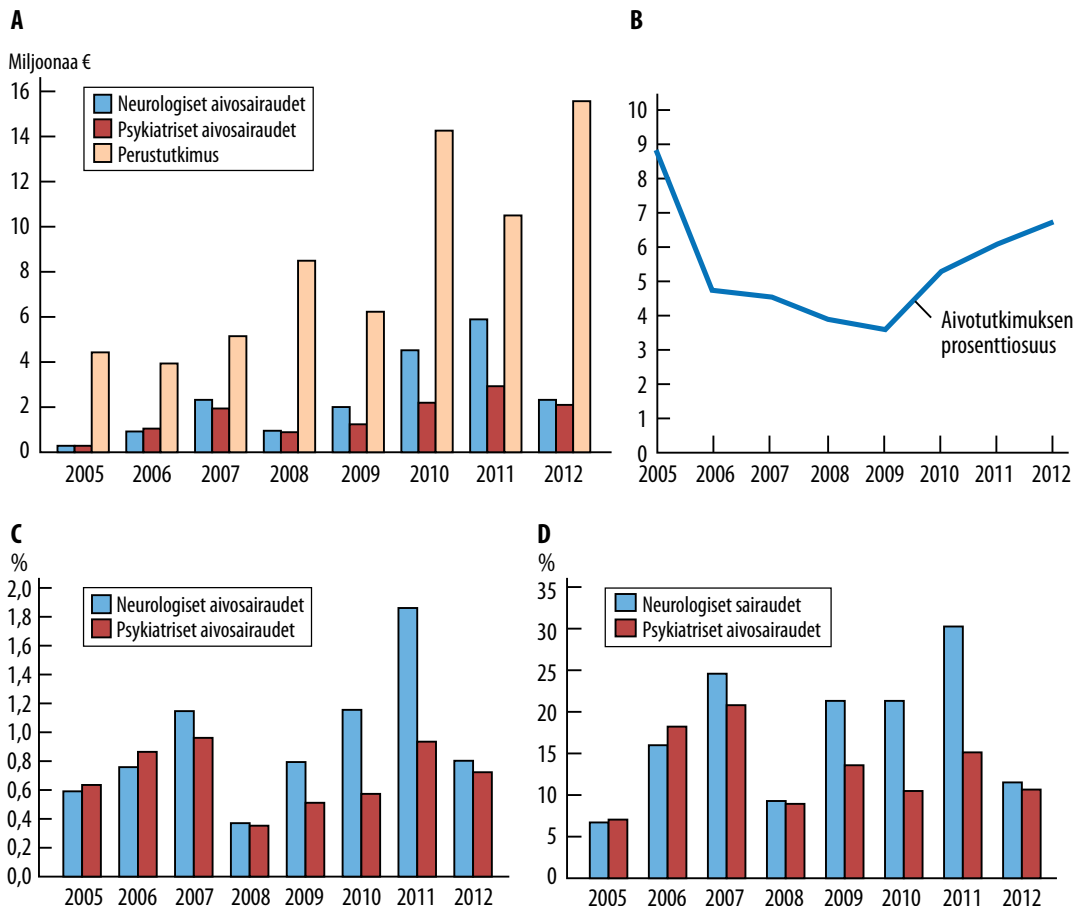 A
Miljoonaa €
16
14
12
10
8
6
4
2
0
Neurologiset aivosairaudet
Psykiatriset aivosairaudet
Perustutkimus
2005 2006 2007 2008 2009 2010 2011 2012
B
10
9
8
7
6
5
4
3
2
1
0
Aivotutkimuksen
prosenttiosuus
2005 2006 2007 2008 2009 2010 2011 2012
C
%
2,0
1,8
1,6
1,4
1,2
1,0
0,8
0,6
0,4
0,2
0,0
Neurologiset aivosairaudet
Psykiatriset aivosairaudet
2005 2006 2007 2008 2009 2010 2011 2012
D
%
35
30
25
20
15
10
5
0
Neurologiset sairaudet
Psykiatriset aivosairaudet
2005 2006 2007 2008 2009 2010 2011 2012